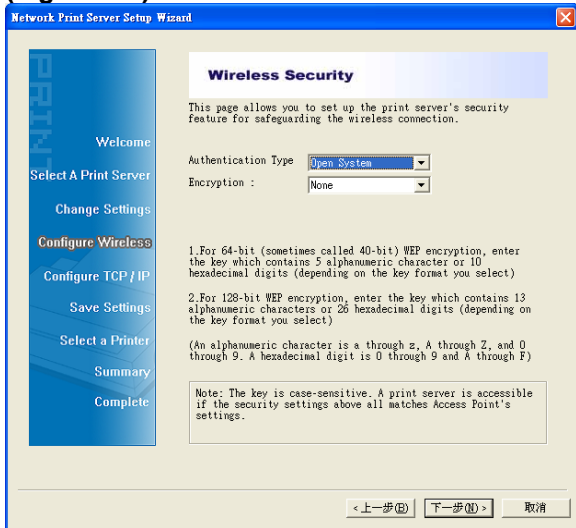 Network Print Server Setup Wizard
PRINT
Welcome
Select A Print Server
Change Settings
Configure Wireless
Configure TCP / IP
Save Settings
Select a Printer
Summary
Complete
Wireless Security
This page allows you to set up the print server's security
feature for safeguarding the wireless connection.
Authentication Type Open System
Encryption : None
1.For 64-bit (sometimes called 40-bit) WEP encryption, enter
the key which contains 5 alphanumeric character or 10
hexadecimal digits (depending on the key format you select)
2.For 128-bit WEP encryption, enter the key which contains 13
alphanumeric characters or 26 hexadecimal digits (depending on
the key format you select)
(An alphanumeric character is a through z, A through Z, and 0
through 9. A hexadecimal digit is 0 through 9 and A through F)
Note: The key is case-sensitive. A print server is accessible
if the security settings above all matches Access Point's
settings.
<上一步(B) 下一步(N)> 取消